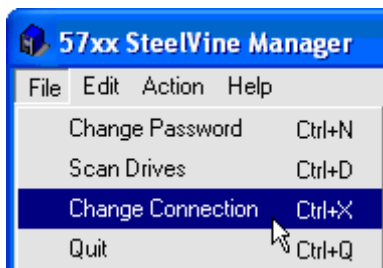 57xx SteelVine Manager
File Edit Action Help
Change Password Ctrl+N
Scan Drives Ctrl+D
Change Connection Ctrl+X
Quit Ctrl+Q